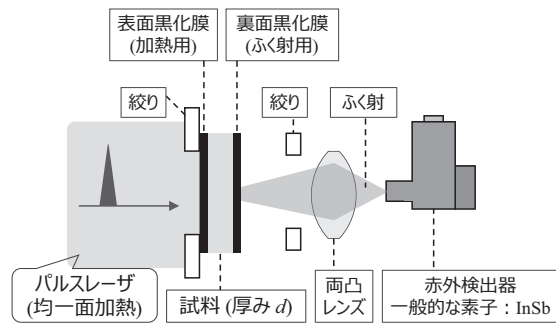 表面黒化膜
(加熱用)
裏面黒化膜
(ふく射用)
絞り
絞り
ふく射
パルスレーザ
(均一面加熱)
試料 (厚み d)
両凸
レンズ
赤外検出器
一般的な素子：InSb